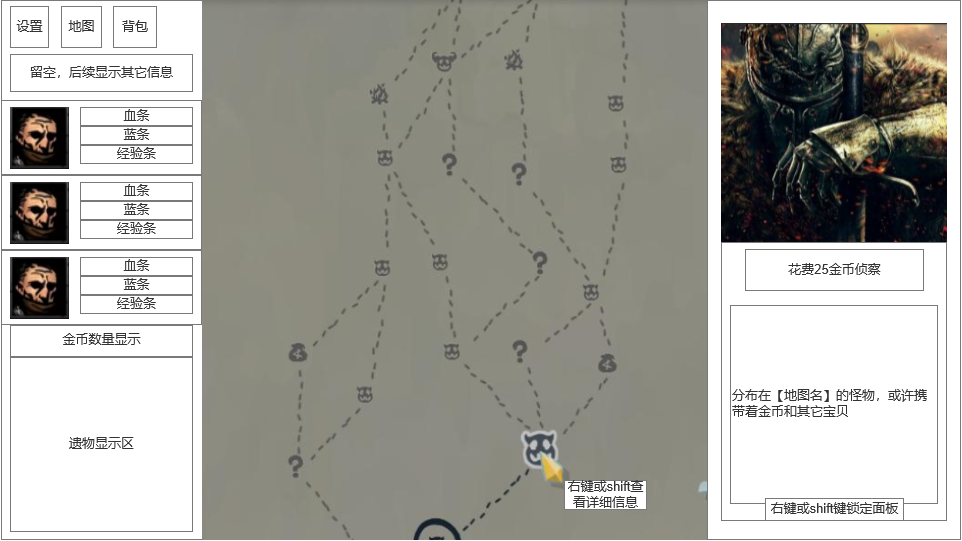 设置
地图
背包
留空，后续显示其它信息
血条
蓝条
经验条
血条
蓝条
经验条
血条
蓝条
经验条
金币数量显示
遗物显示区
?
?
?
?
?
右键或shift查
看详细信息
花费25金币侦察
分布在【地图名】的怪物，或许携
带着金币和其它宝贝
右键或shift键锁定面板